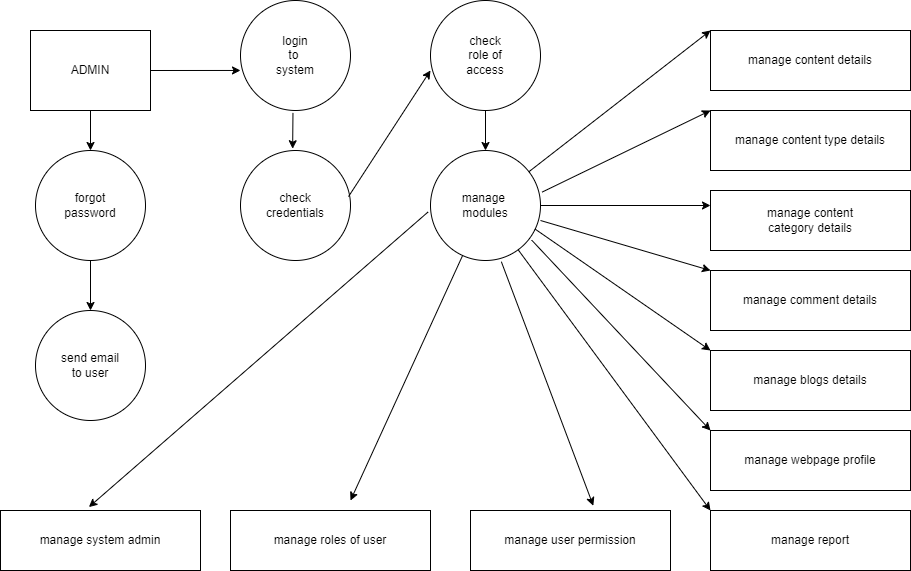 ADMIN
login
to
system
check
role of
access
manage content details
manage content type details
forgot
password
check
credentials
manage
modules
manage content
category details
manage comment details
send email
to user
manage blogs details
manage webpage profile
manage system admin
manage roles of user
manage user permission
manage report